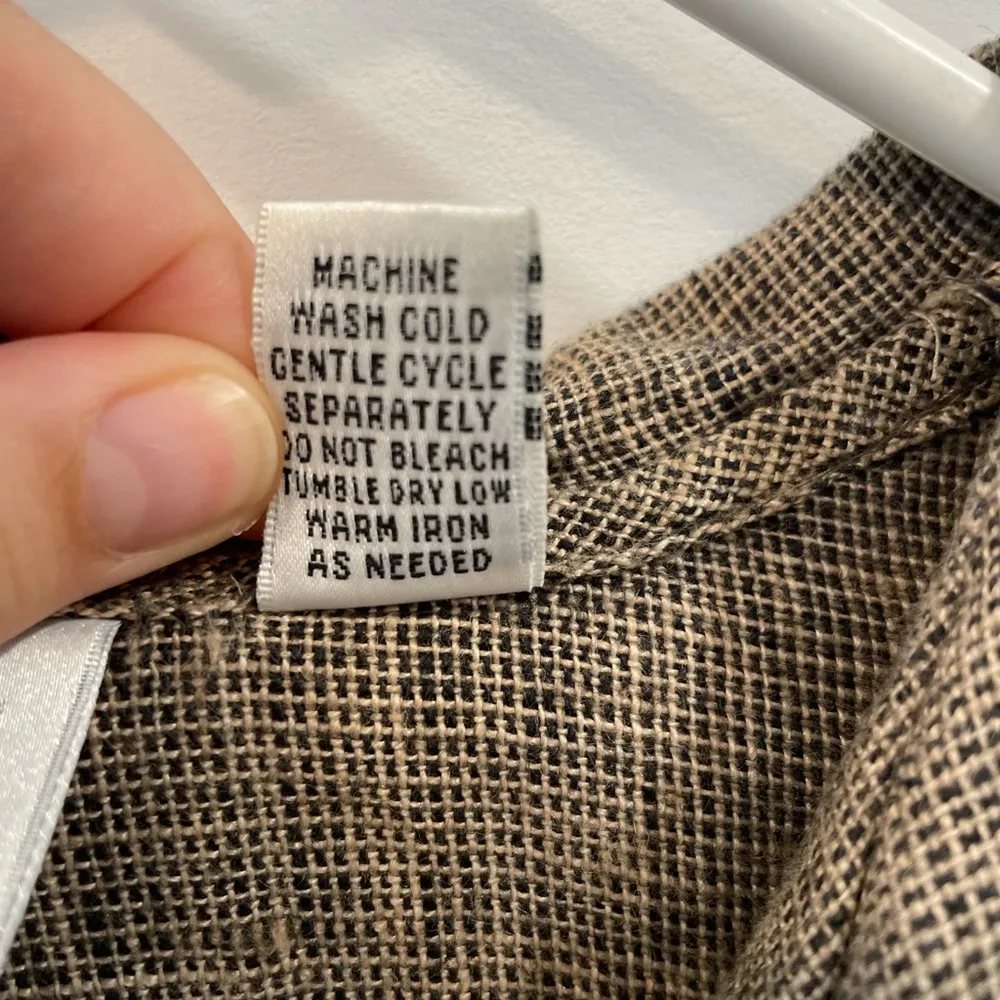 MACHINE
WASH COLD
GENTLE CYCLE
SEPARATELY
DO NOT BLEACH
TUMBLE DRY LOW
WARM IRON
AS NEEDED